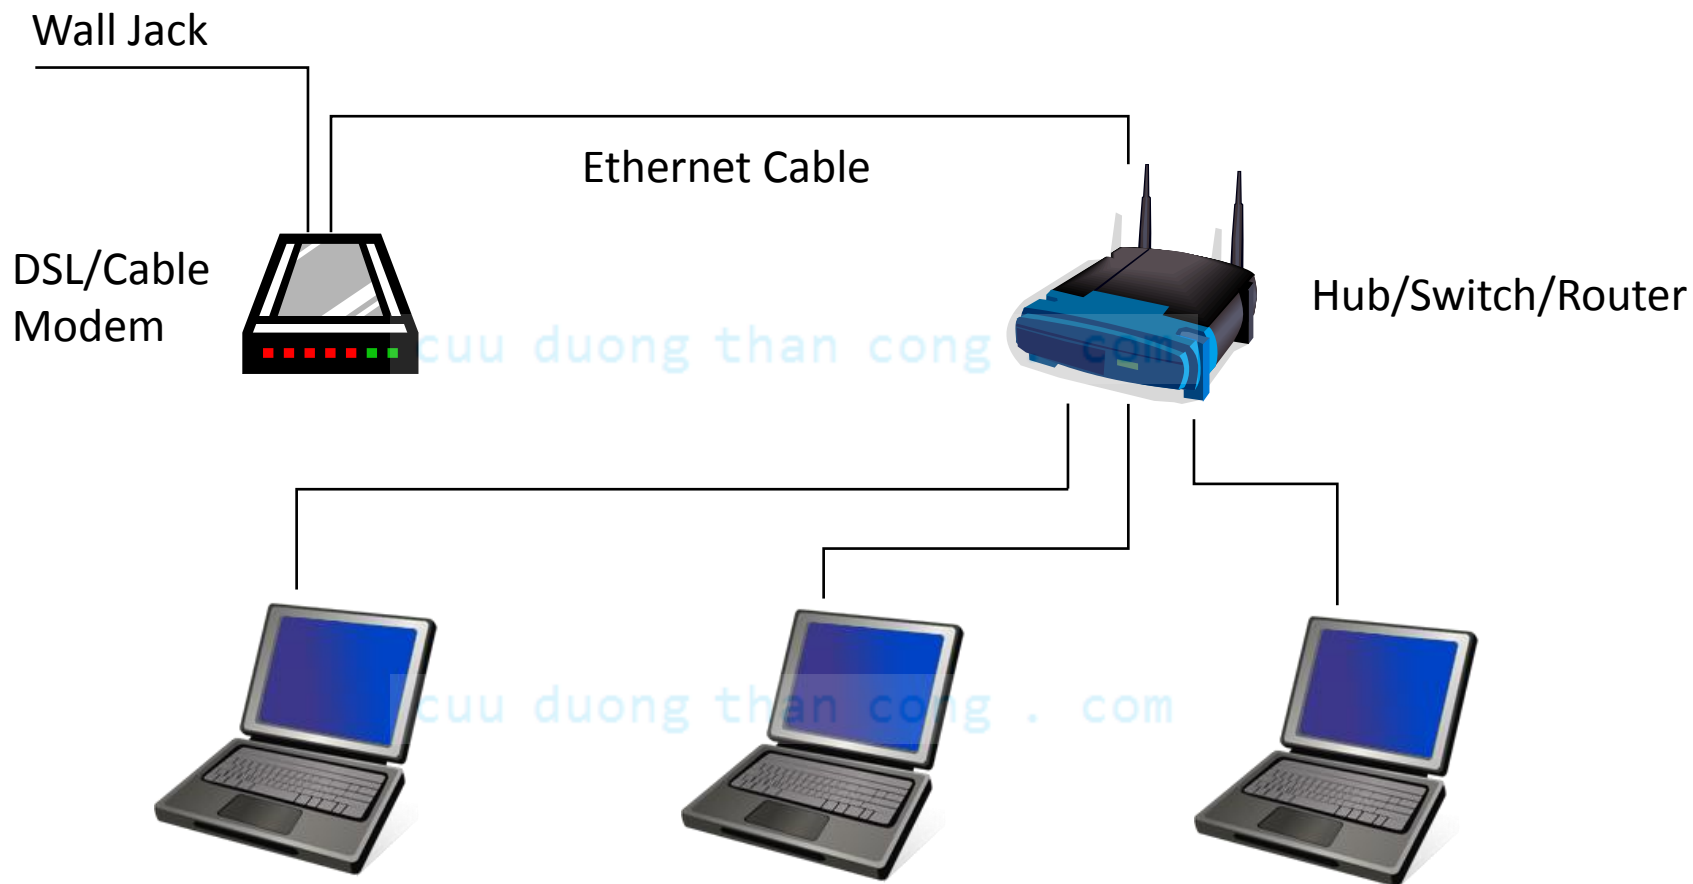 Wall Jack
Ethernet Cable
DSL/Cable
Modem
Hub/Switch/Router
cuu duong than cong . com
cuu duong than cong . com